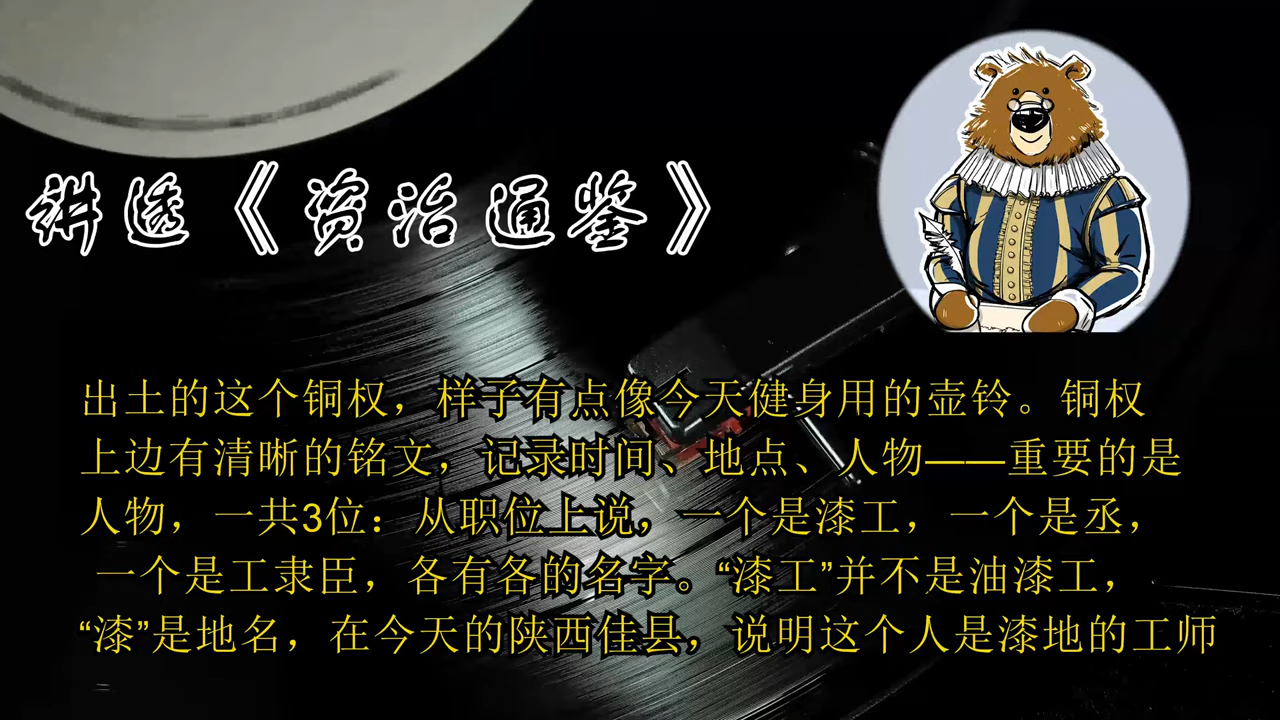 讲透《资治通鉴》
出土的这个铜权，样子有点像今天健身用的壶铃。铜权
上边有清晰的铭文，记录时间、地点、人物——重要的是
人物，一共3位：从职位上说，一个是漆工，一个是丞，
一个是工隶臣，各有各的名字。“漆工”并不是油漆工，
“漆”是地名，在今天的陕西佳县，说明这个人是漆地的工师